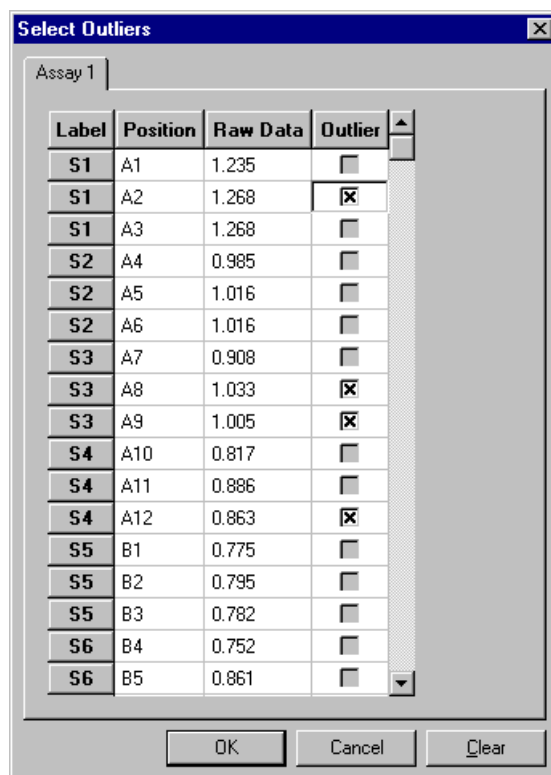 Select Outliers
Assay 1
Label Position Raw Data Outlier
S1 A1 1.235
S1 A2 1.268
S1 A3 1.268
S2 A4 0.985
S2 A5 1.016
S2 A6 1.016
S3 A7 0.908
S3 A8 1.033
S3 A9 1.005
S4 A10 0.817
S4 A11 0.886
S4 A12 0.863
S5 B1 0.775
S5 B2 0.795
S5 B3 0.782
S6 B4 0.752
S6 B5 0.861
OK Cancel Clear